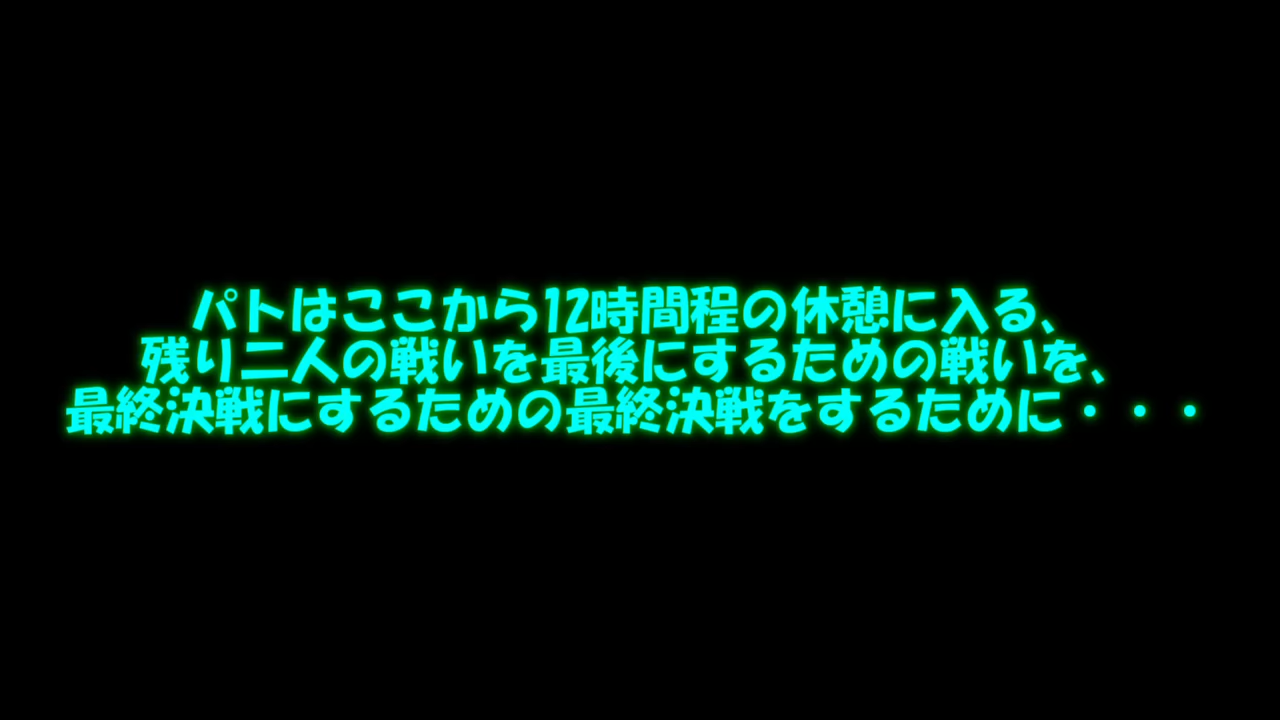 パトはここから12時間程の休憩に入る、
残り二人の戦いを最後にするための戦いを、
最終決戦にするための最終決戦をするために・・・